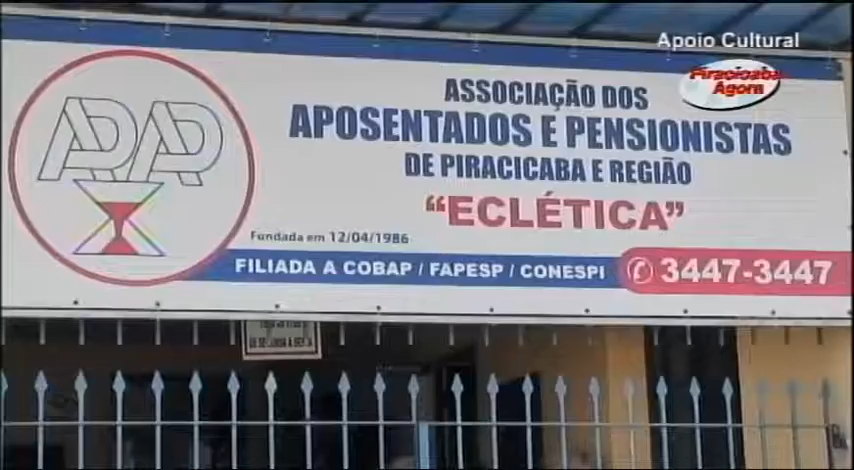 Apoio Cultural
Piracicaba
Agora
APAP
ASSOCIAÇÃO DOS
APOSENTADOS E PENSIONISTAS
DE PIRACICABA E REGIÃO
“ECLÉTICA”
Fundada em 12/04/1986
FILIADA A COBAP / FAPESP / CONESPI
3447-3447